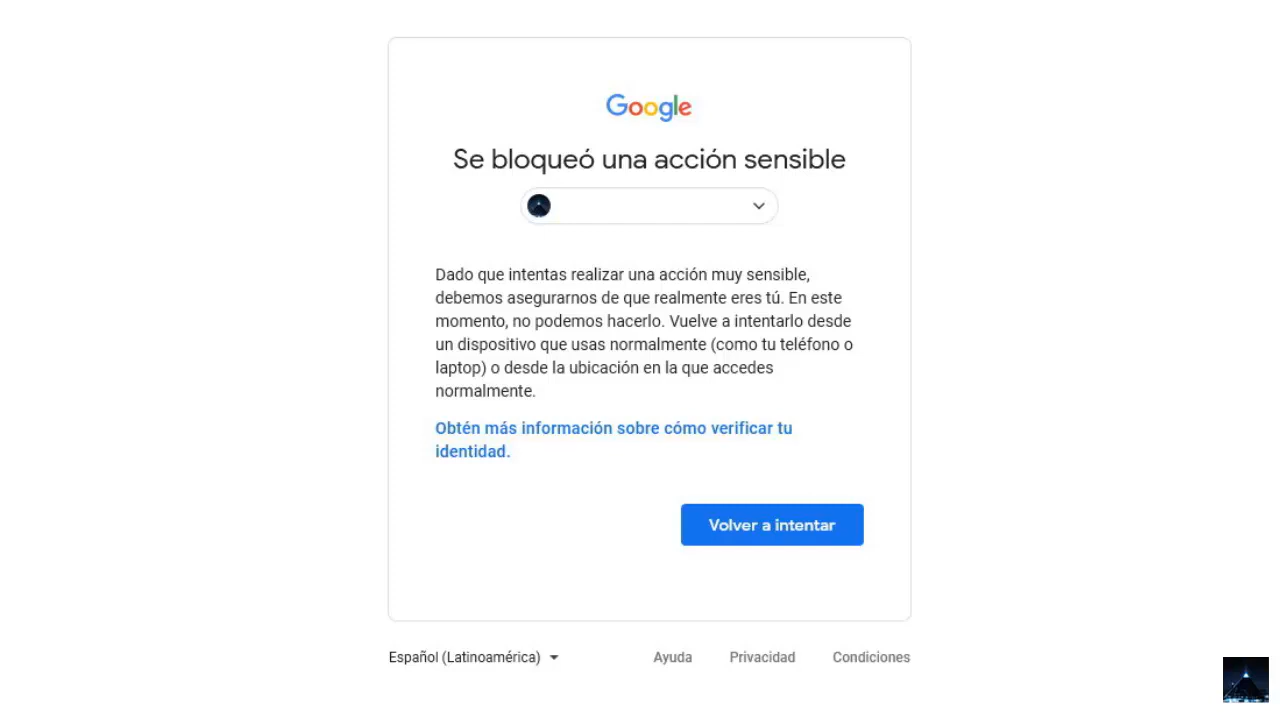 Google
Se bloqueó una acción sensible
Dado que intentas realizar una acción muy sensible,
debemos asegurarnos de que realmente eres tú. En este
momento, no podemos hacerlo. Vuelve a intentarlo desde
un dispositivo que usas normalmente (como tu teléfono o
laptop) o desde la ubicación en la que accedes
normalmente.
Obtén más información sobre cómo verificar tu
identidad.
Volver a intentar
Español (Latinoamérica)
Ayuda
Privacidad
Condiciones